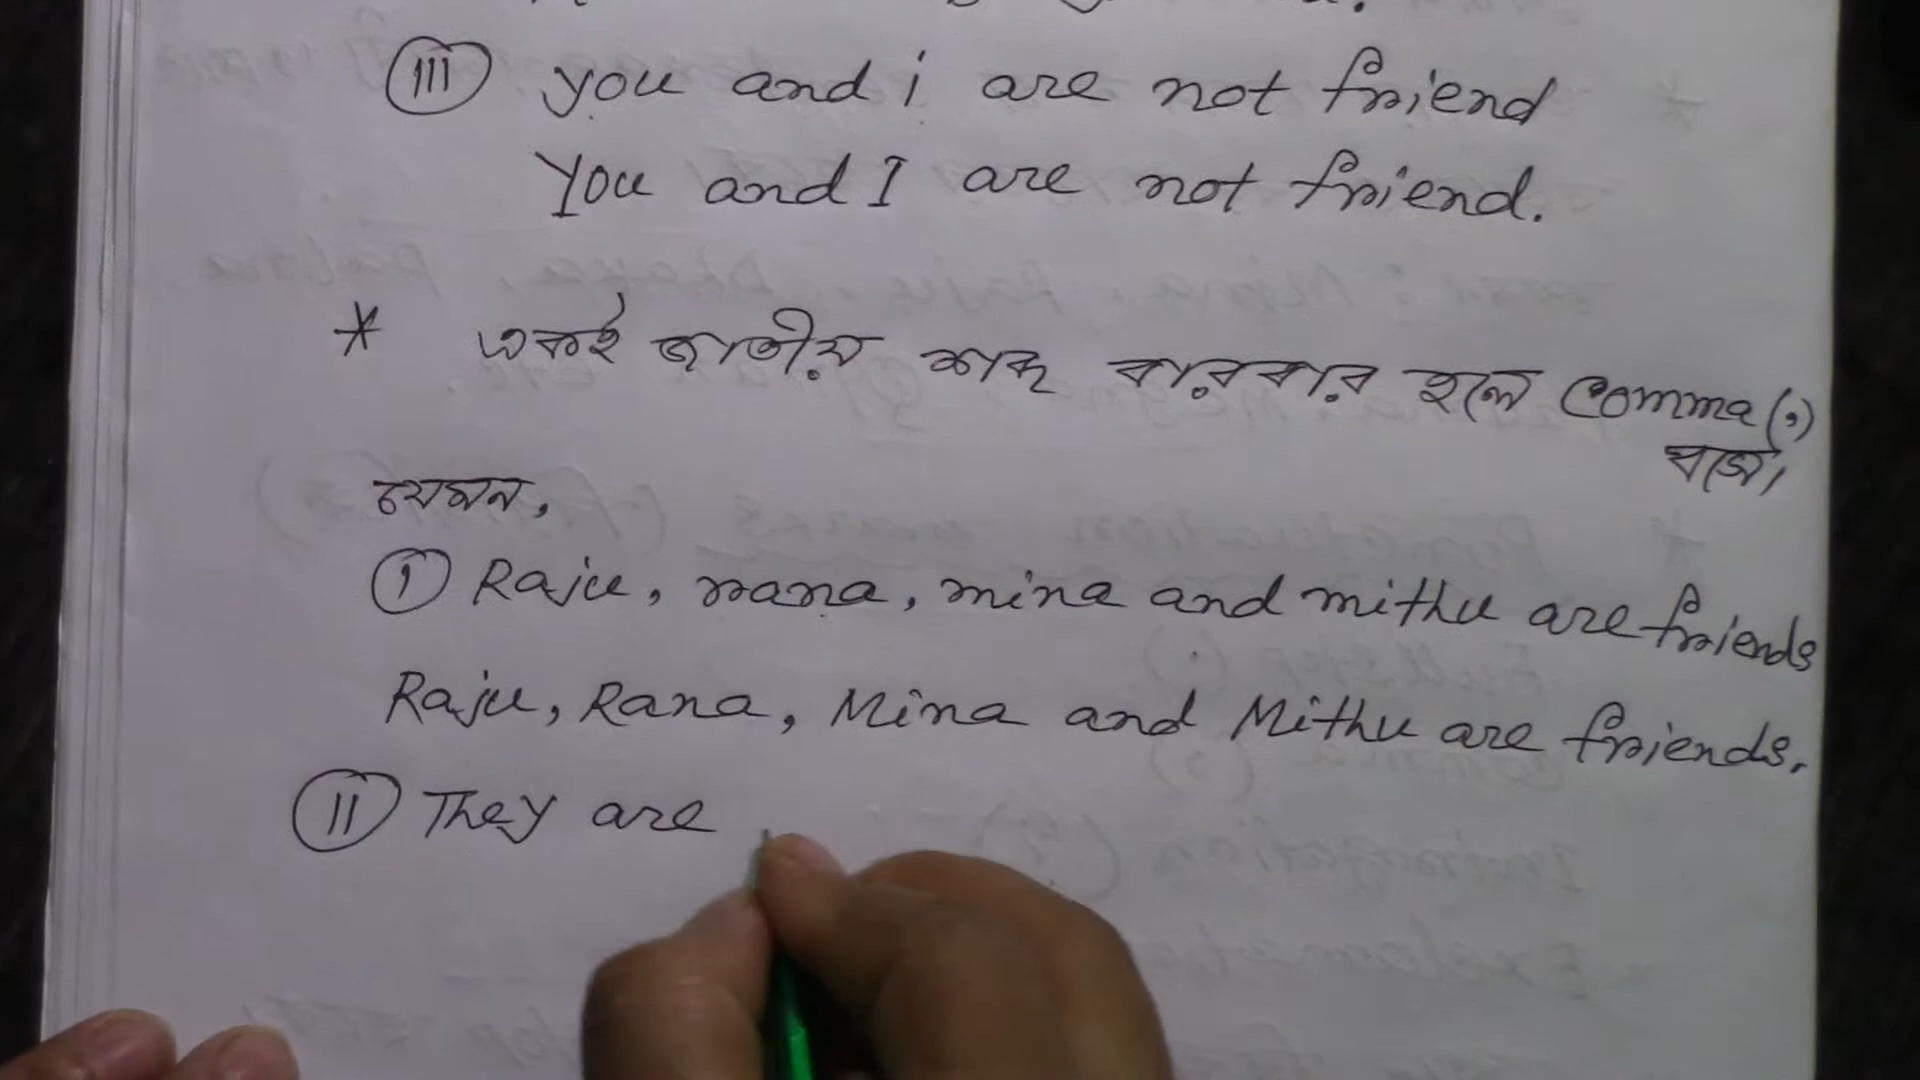 III you and i are not friend
You and I are not friend.
* একই জাতীয় শব্দ বারবার হলে Comma (,)
বসে।
যেমন,
I Raju, rana, mina and mithu are friends
Raju, Rana, Mina and Mithu are friends.
II They are